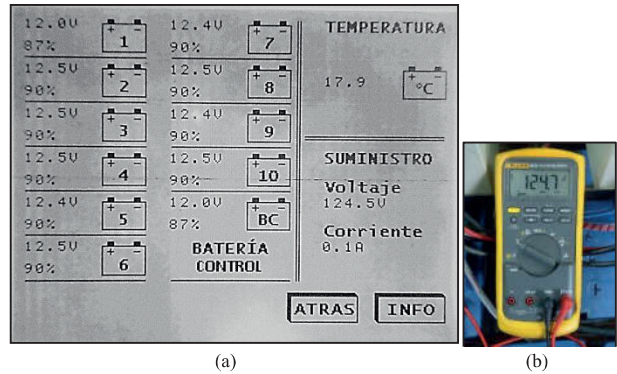 12.0V
87%
+ -
1
12.5V
90%
+ -
2
12.5V
90%
+ -
3
12.5V
90%
+ -
4
12.4V
90%
+ -
5
12.5V
90%
+ -
6
12.4V
90%
+ -
7
12.5V
90%
+ -
8
12.4V
90%
+ -
9
12.5V
90%
+ -
10
12.0V
87%
+ -
BC
BATERÍA
CONTROL
TEMPERATURA
17.9
+ -
°C
SUMINISTRO
Voltaje
124.5V
Corriente
0.1A
ATRAS
INFO
124.7
FLUKE
(a)
(b)